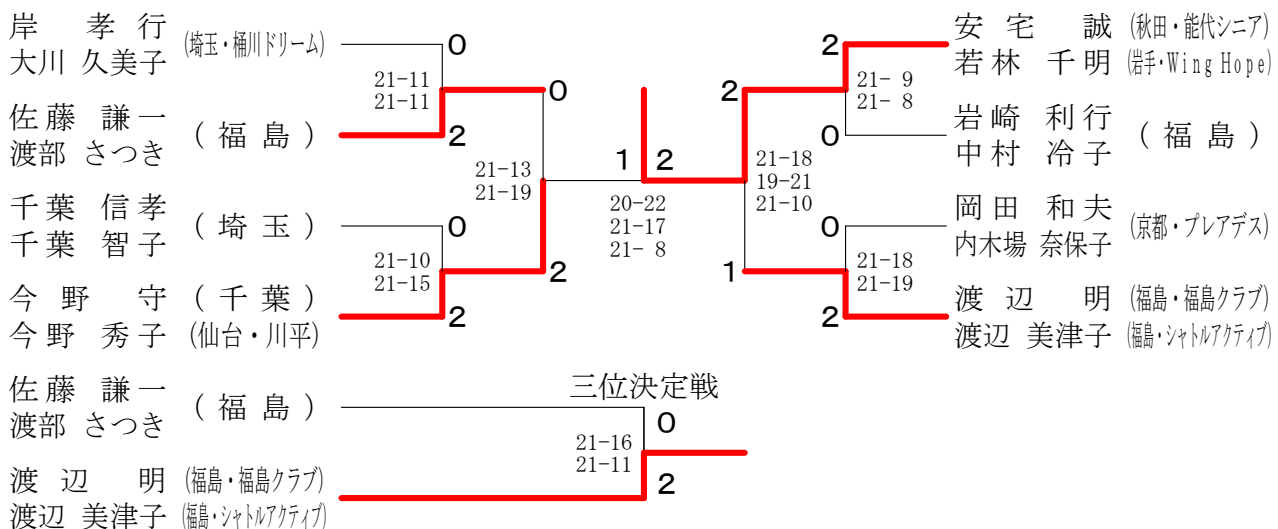 岸　孝行
大川 久美子
(埼玉・桶川ドリーム)
0
21-11
21-11
佐藤 謙一
渡部 さつき
(福島)
2
0
21-13
21-19
千葉 信孝
千葉 智子
(埼玉)
0
21-10
21-15
2
今野　守 (千葉)
今野 秀子 (仙台・川平)
2
1 2
20-22
21-17
21- 8
安宅　誠 (秋田・能代シニア)
若林 千明 (岩手・Wing Hope)
2
21- 9
21- 8
岩崎 利行
中村 冷子
(福島)
0
2
21-18
19-21
21-10
岡田 和夫
内木場 奈保子
(京都・プレアデス)
0
21-18
21-19
1
渡辺　明 (福島・福島クラブ)
渡辺 美津子 (福島・シャトルアクティブ)
2
三位決定戦
佐藤 謙一
渡部 さつき
(福島)
0
21-16
21-11
渡辺　明 (福島・福島クラブ)
渡辺 美津子 (福島・シャトルアクティブ)
2